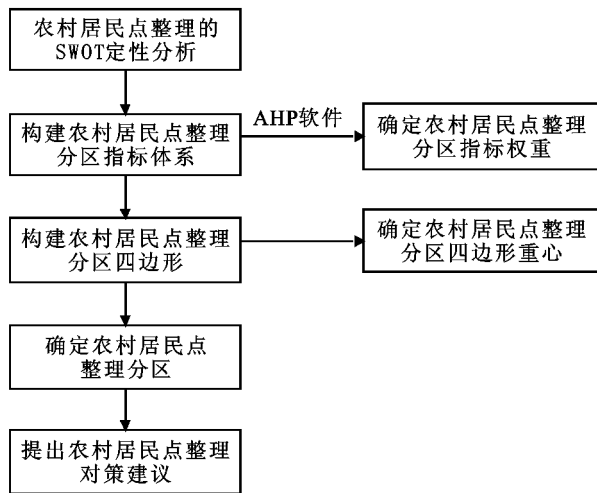 农村居民点整理的
SWOT定性分析
构建农村居民点整理
分区指标体系
AHP软件
确定农村居民点整理
分区指标权重
构建农村居民点整理
分区四边形
确定农村居民点整理
分区四边形重心
确定农村居民点
整理分区
提出农村居民点整理
对策建议